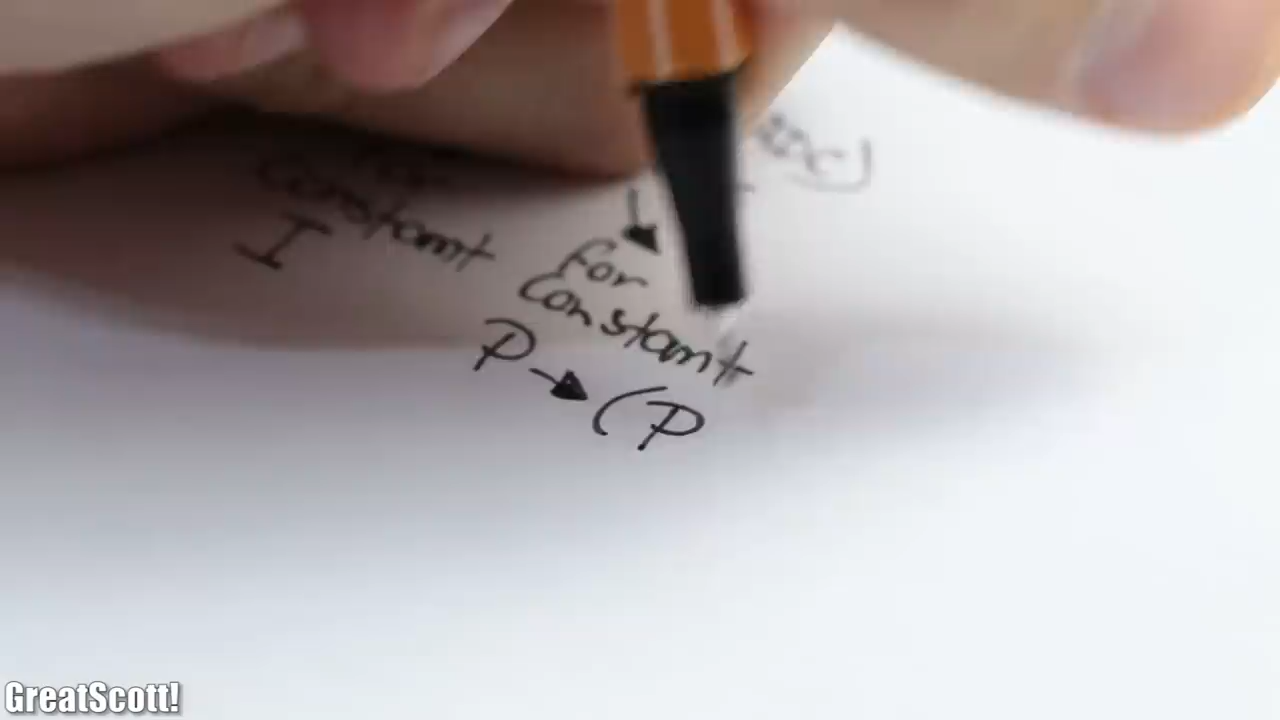 Constant
I
for
Constant
P → (P
GreatScott!